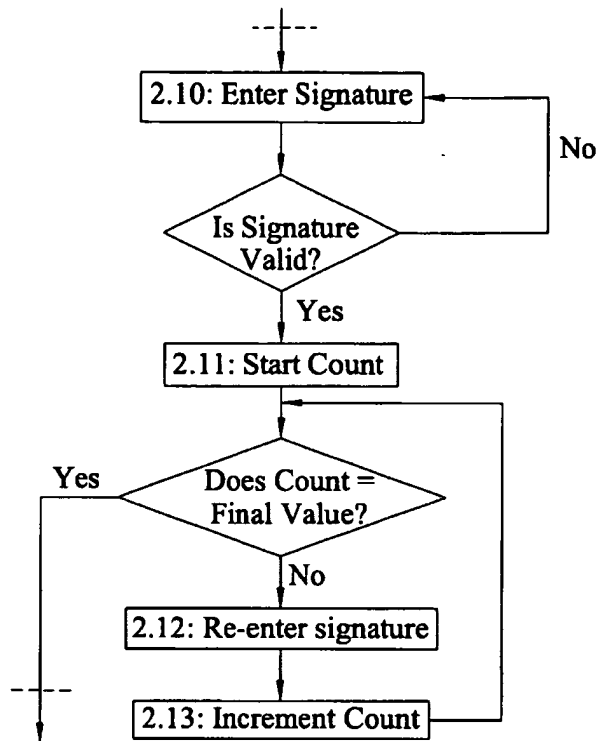 2.10: Enter Signature
No
Is Signature
Valid?
Yes
2.11: Start Count
Yes
Does Count =
Final Value?
No
2.12: Re-enter signature
2.13: Increment Count